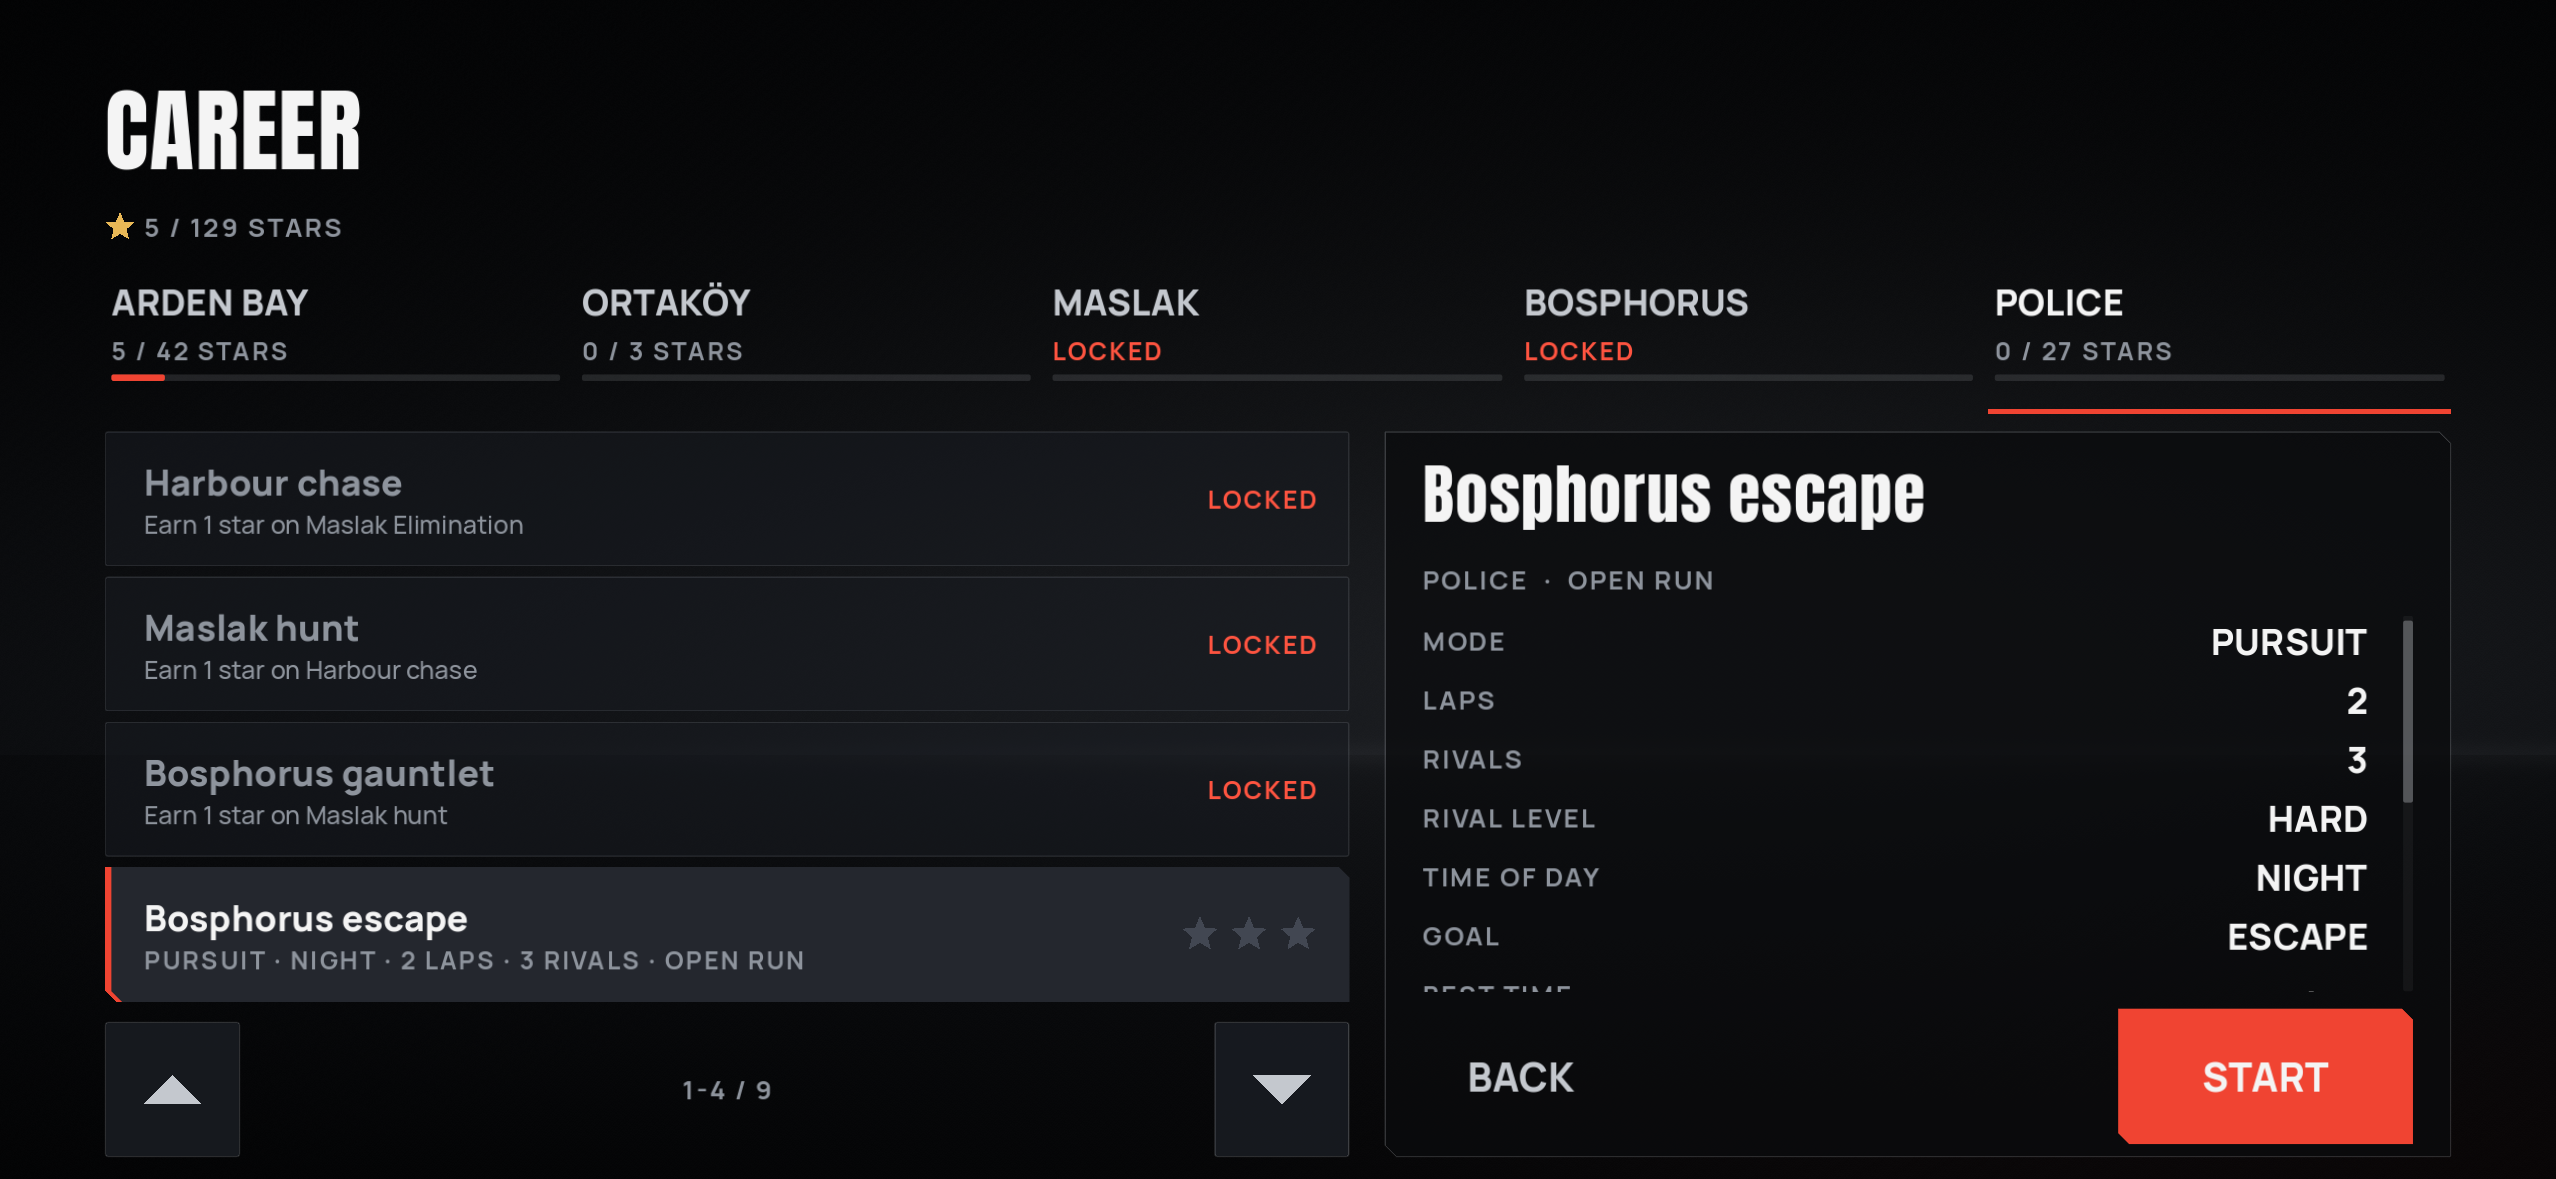 CAREER
5 / 129 STARS
ARDEN BAY
5 / 42 STARS
ORTAKÖY
0 / 3 STARS
MASLAK
LOCKED
BOSPHORUS
LOCKED
POLICE
0 / 27 STARS
Harbour chase
Earn 1 star on Maslak Elimination
LOCKED
Maslak hunt
Earn 1 star on Harbour chase
LOCKED
Bosphorus gauntlet
Earn 1 star on Maslak hunt
LOCKED
Bosphorus escape
PURSUIT · NIGHT · 2 LAPS · 3 RIVALS · OPEN RUN
1-4 / 9
Bosphorus escape
POLICE · OPEN RUN
MODE PURSUIT
LAPS 2
RIVALS 3
RIVAL LEVEL HARD
TIME OF DAY NIGHT
GOAL ESCAPE
BEST TIME
BACK
START